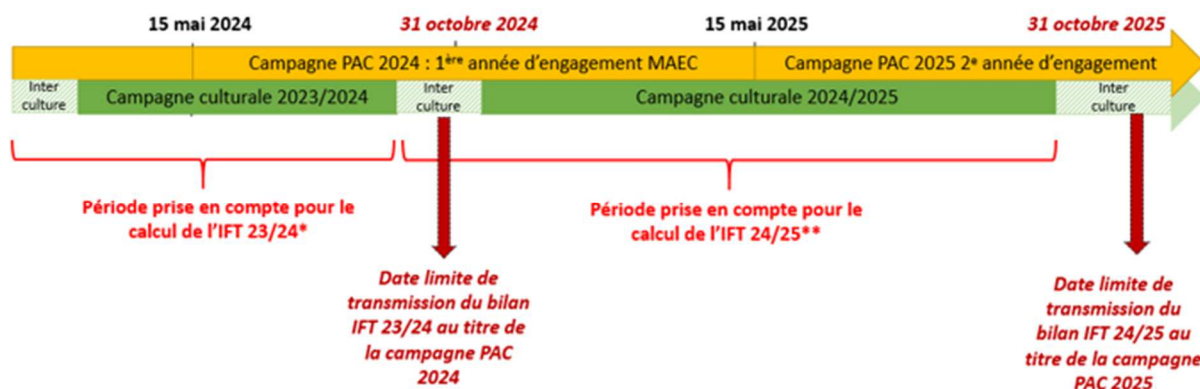 15 mai 2024
31 octobre 2024
15 mai 2025
31 octobre 2025
Campagne PAC 2024 : 1ère année d’engagement MAEC
Campagne PAC 2025 2e année d’engagement
Inter
culture
Campagne culturale 2023/2024
Inter
culture
Campagne culturale 2024/2025
Inter
culture
Période prise en compte pour le
calcul de l’IFT 23/24*
Période prise en compte pour le
calcul de l’IFT 24/25**
Date limite de
transmission du bilan
IFT 23/24 au titre de
la campagne PAC
2024
Date limite de
transmission du
bilan IFT 24/25 au
titre de la campagne
PAC 2025